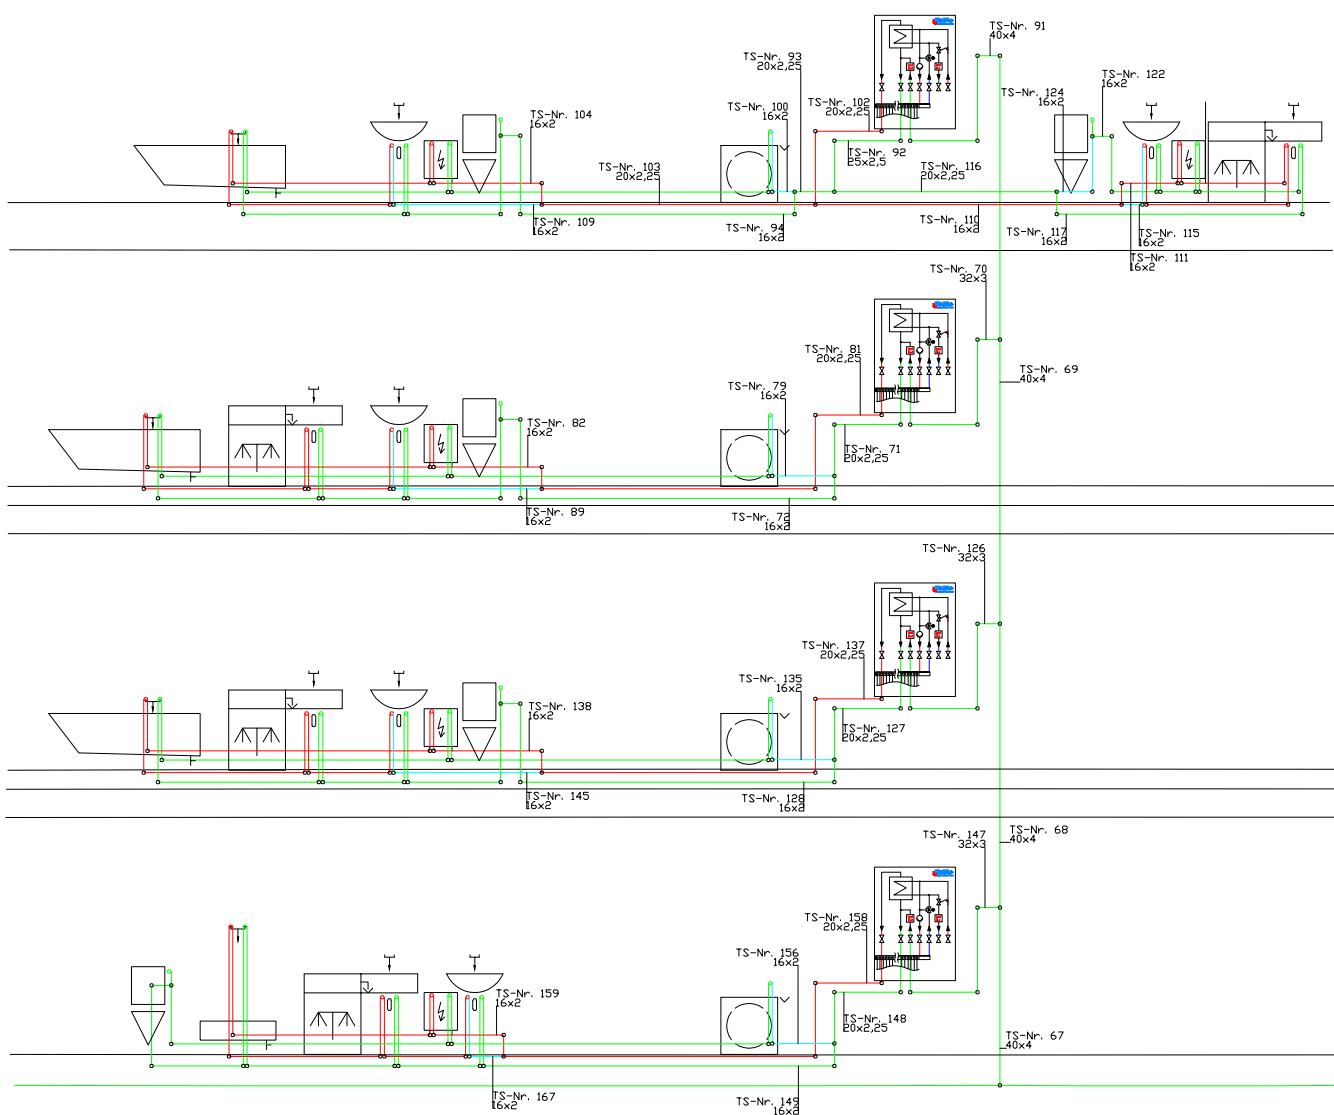 TS-Nr. 91
40x4
TS-Nr. 93
20x2,25
TS-Nr. 122
16x2
TS-Nr. 104
16x2
TS-Nr. 100
16x2
TS-Nr. 102
20x2,25
TS-Nr. 124
16x2
TS-Nr. 92
25x2,5
TS-Nr. 103
20x2,25
TS-Nr. 116
20x2,25
TS-Nr. 109
16x2
TS-Nr. 94
16x2
TS-Nr. 110
16x2
TS-Nr. 117
16x2
TS-Nr. 115
16x2
TS-Nr. 111
16x2
TS-Nr. 70
32x3
TS-Nr. 81
20x2,25
TS-Nr. 69
40x4
TS-Nr. 79
16x2
TS-Nr. 82
16x2
TS-Nr. 71
20x2,25
TS-Nr. 89
16x2
TS-Nr. 72
16x2
TS-Nr. 126
32x3
TS-Nr. 137
20x2,25
TS-Nr. 135
16x2
TS-Nr. 138
16x2
TS-Nr. 127
20x2,25
TS-Nr. 145
16x2
TS-Nr. 128
16x2
TS-Nr. 147
32x3
TS-Nr. 68
40x4
TS-Nr. 158
20x2,25
TS-Nr. 156
16x2
TS-Nr. 159
16x2
TS-Nr. 148
20x2,25
TS-Nr. 67
40x4
TS-Nr. 167
16x2
TS-Nr. 149
16x2